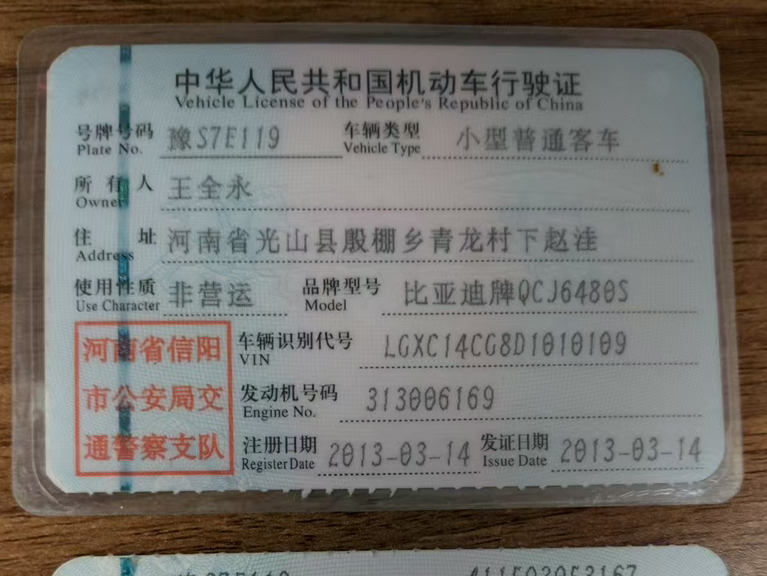 中华人民共和国机动车行驶证
Vehicle License of the People's Republic of China
号牌号码 豫S7E119 车辆类型 小型普通客车
Plate No. Vehicle Type
所有人 王全永
Owner
住址 河南省光山县殷棚乡青龙村下赵洼
Address
使用性质 非营运 品牌型号 比亚迪牌QCJ6480S
Use Character Model
河南省信阳
市公安局交
通警察支队
车辆识别代号 LGXC14CG8D1010109
VIN
发动机号码 313006169
Engine No.
注册日期 2013-03-14 发证日期 2013-03-14
Register Date Issue Date
411503053167